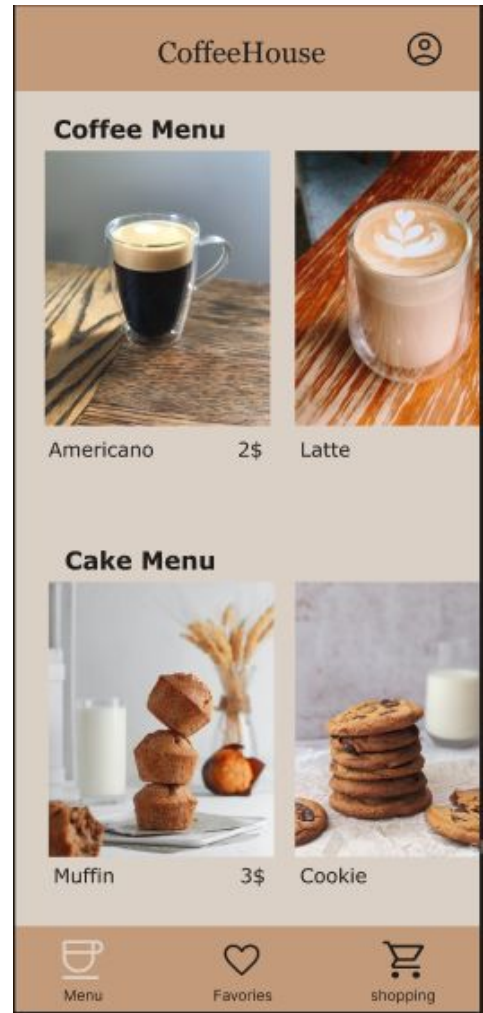 CoffeeHouse
Coffee Menu
Americano 2$ Latte
Cake Menu
Muffin 3$ Cookie
Menu Favories shopping